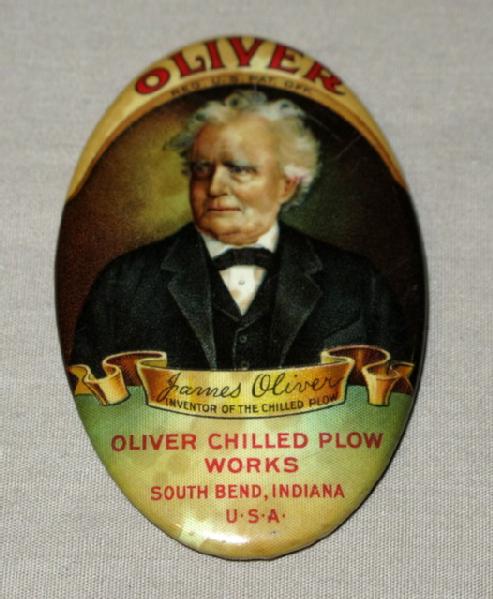 OLIVER
REG. U.S. PAT. OFF.
James Oliver
INVENTOR OF THE CHILLED PLOW
OLIVER CHILLED PLOW
WORKS
SOUTH BEND, INDIANA
U·S·A·